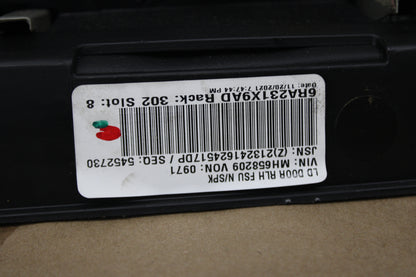 LD DOOR RLH FSU N/SPK
VIN: MH658209 VON: 0971
JSN: (Z)213241624517DP / SEQ: 5452730
6RA231X9AD Rack: 302 Slot: 8
Date: 11/20/2021 7:47:44 PM